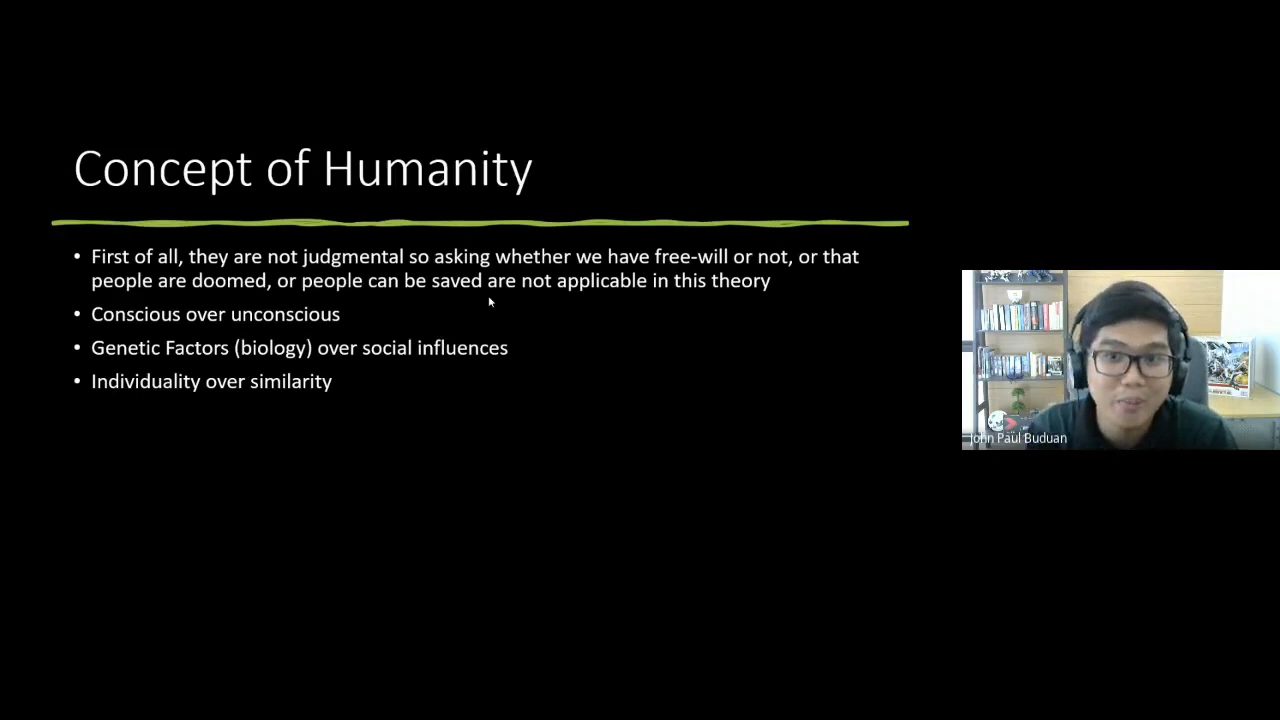 Concept of Humanity
• First of all, they are not judgmental so asking whether we have free-will or not, or that
people are doomed, or people can be saved are not applicable in this theory
• Conscious over unconscious
• Genetic Factors (biology) over social influences
• Individuality over similarity
John Paul Buduan